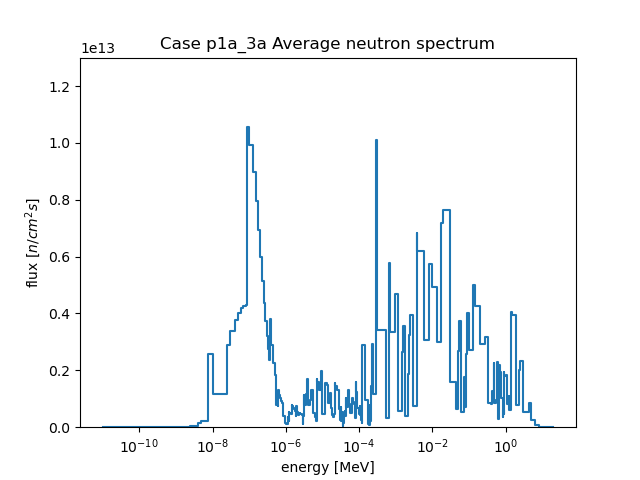 Case p1a_3a Average neutron spectrum
1e13
1.2
1.0
0.8
0.6
0.4
0.2
0.0
flux [n/cm²s]
10⁻¹⁰ 10⁻⁸ 10⁻⁶ 10⁻⁴ 10⁻² 10⁰
energy [MeV]